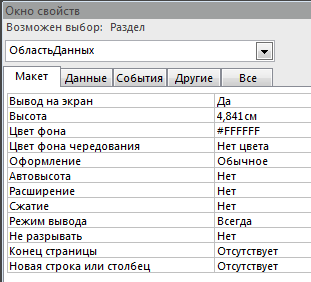 Окно свойств
Возможен выбор: Раздел
ОбластьДанных
Макет Данные События Другие Все
Вывод на экран Да
Высота 4,841см
Цвет фона #FFFFFF
Цвет фона чередования Нет цвета
Оформление Обычное
Автовысота Нет
Расширение Нет
Сжатие Нет
Режим вывода Всегда
Не разрывать Нет
Конец страницы Отсутствует
Новая строка или столбец Отсутствует